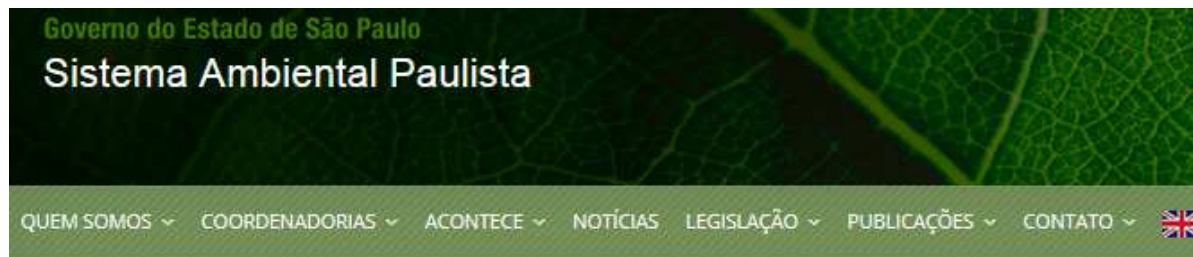 Governo do Estado de São Paulo
Sistema Ambiental Paulista
QUEM SOMOS COORDENADORIAS ACONTECE NOTÍCIAS LEGISLAÇÃO PUBLICAÇÕES CONTATO